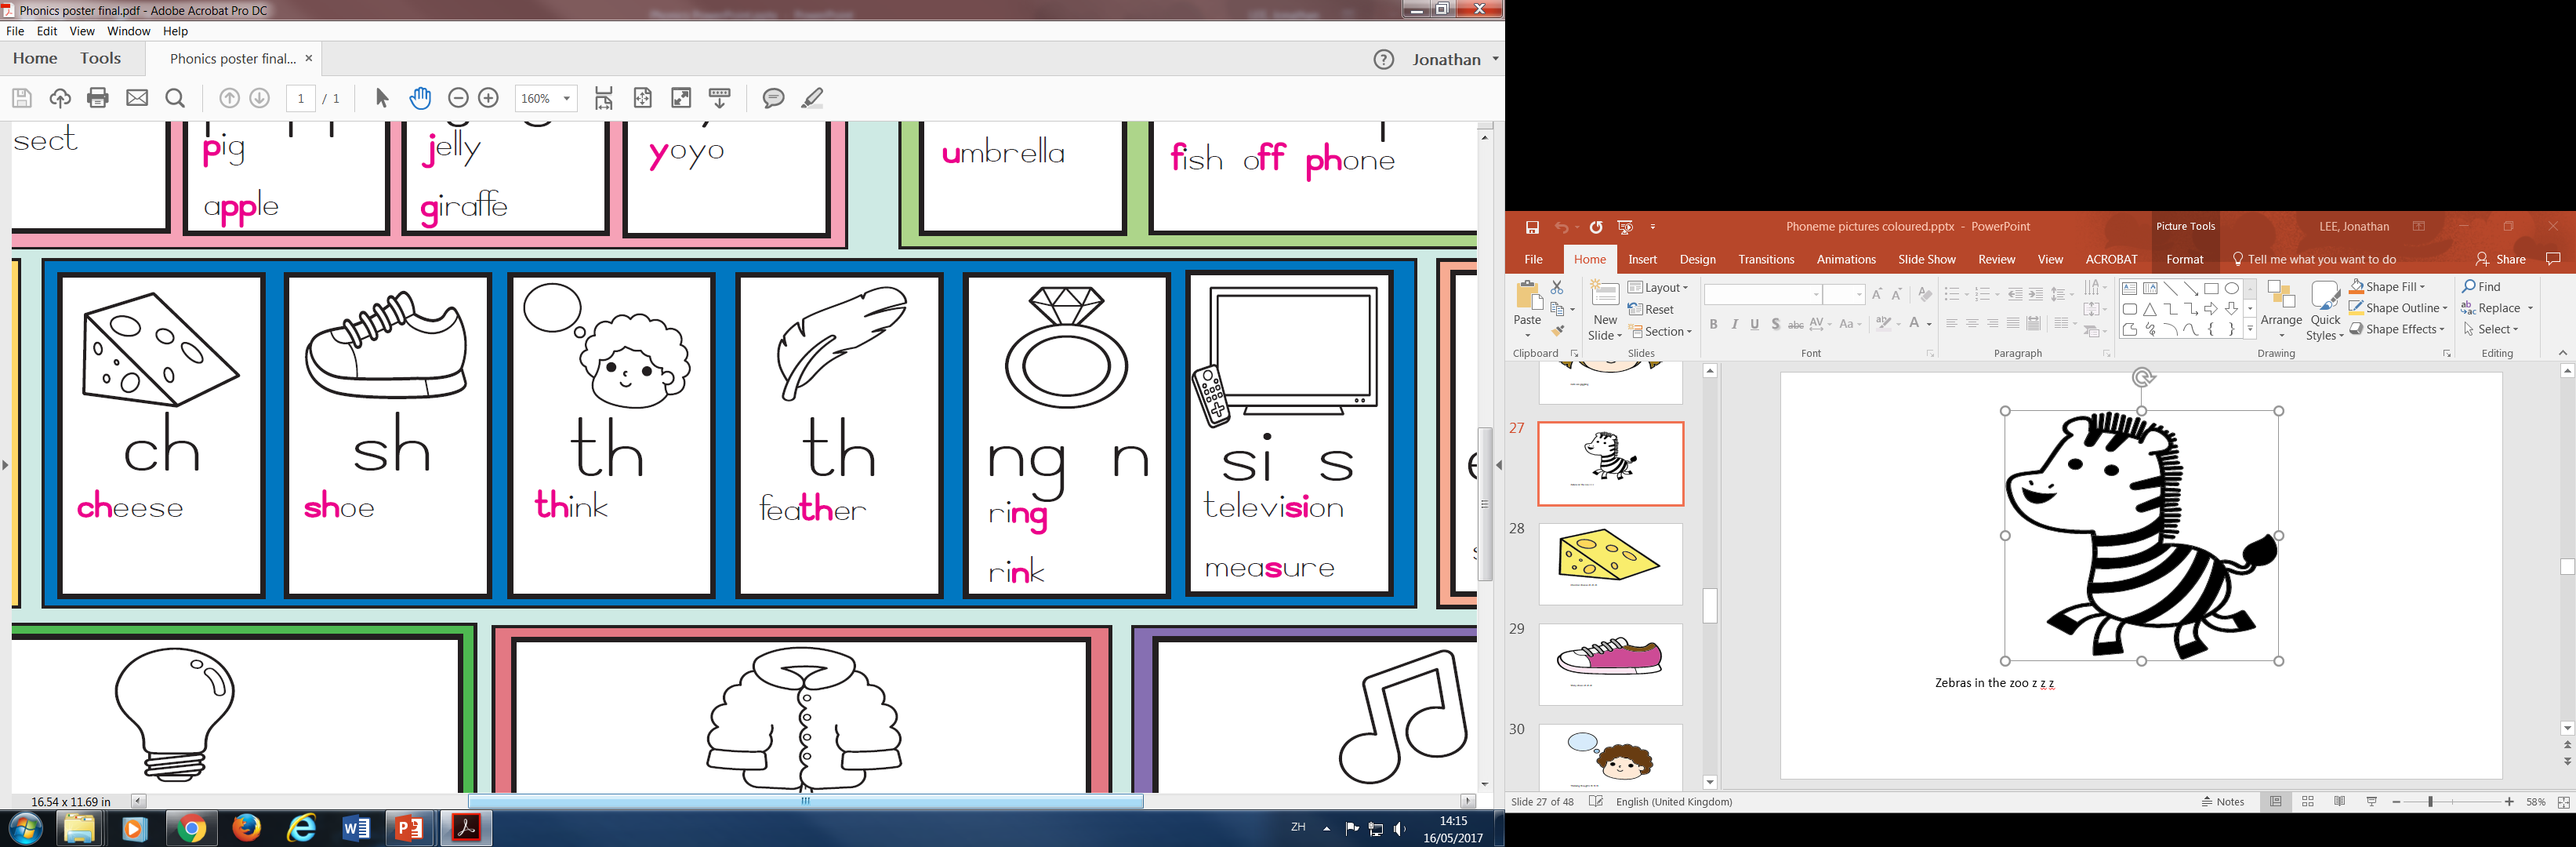 Phonics poster final.pdf - Adobe Acrobat Pro DC
File Edit View Window Help
Home Tools Phonics poster final... ×
Jonathan
1 / 1
160%
sect
pig
apple
jelly
giraffe
yoyo
umbrella
fish off phone
ch
cheese
sh
shoe
th
think
th
feather
ng n
ring
rink
si s
television
measure
16.54 x 11.69 in
ZH
14:15
16/05/2017
Phoneme pictures coloured.pptx - PowerPoint
Picture Tools
LEE, Jonathan
File Home Insert Design Transitions Animations Slide Show Review View ACROBAT Format Tell me what you want to do Share
Paste
Clipboard
New Slide
Layout
Reset
Section
Slides
B I U S abc AV Aa A
Font
Paragraph
Arrange
Quick Styles
Shape Fill
Shape Outline
Shape Effects
Drawing
Find
Replace
Select
Editing
27
28
29
30
Zebras in the zoo z z z
Slide 27 of 48 English (United Kingdom) Notes 58%